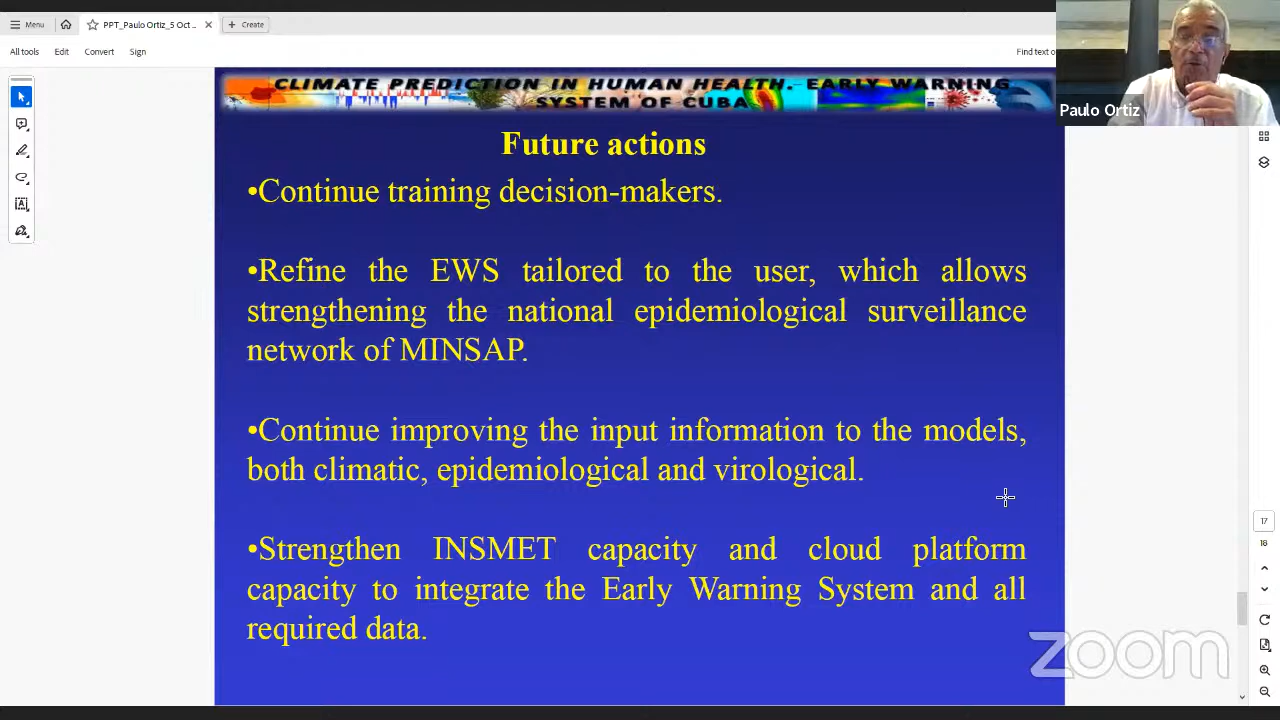 Menu
PPT_Paulo Ortiz_5 Oct...
Create
All tools
Edit
Convert
Sign
Find text o
CLIMATE PREDICTION IN HUMAN HEALTH. EARLY WARNING
SYSTEM OF CUBA
Paulo Ortiz
Future actions
•Continue training decision-makers.
•Refine the EWS tailored to the user, which allows
strengthening the national epidemiological surveillance
network of MINSAP.
•Continue improving the input information to the models,
both climatic, epidemiological and virological.
•Strengthen INSMET capacity and cloud platform
capacity to integrate the Early Warning System and all
required data.
17
18
zoom